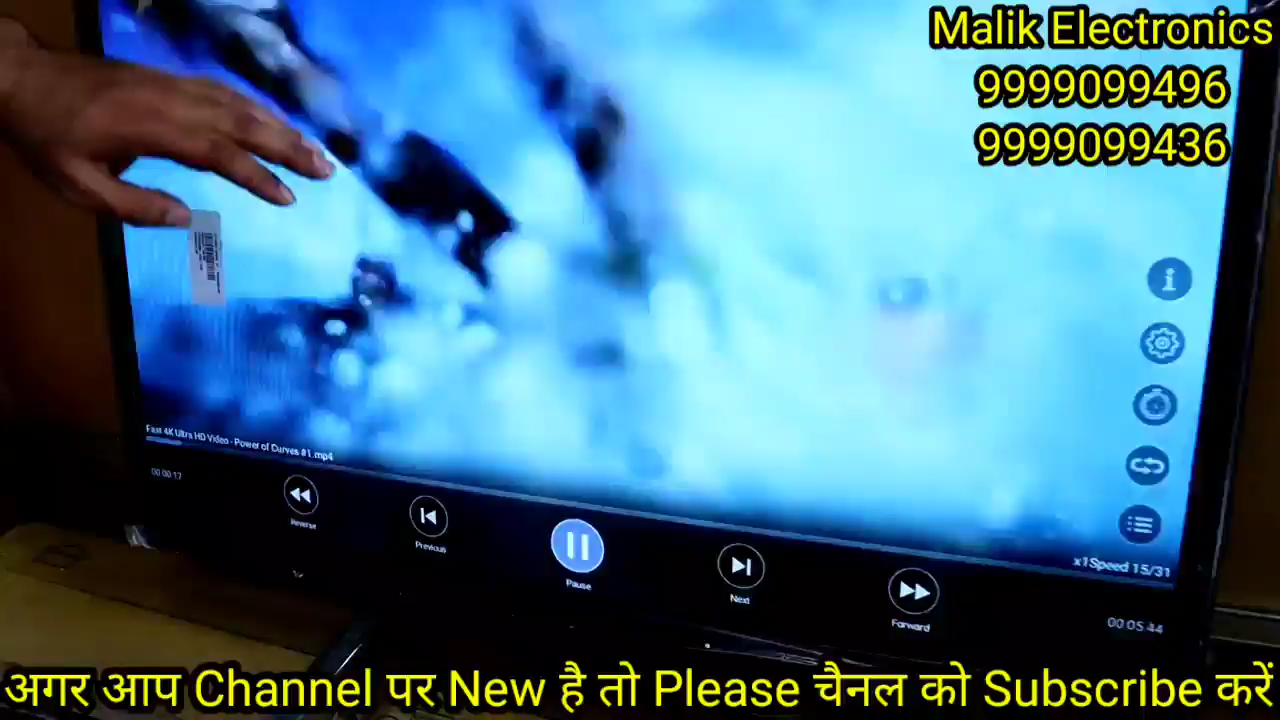 Malik Electronics
9999099496
9999099436
Fast 4K Ultra HD Video - Power of Curves #1.mp4
00:00:17
Reverse
Previous
Pause
Next
Forward
x1Speed 15/31
00:05:44
अगर आप Channel पर New है तो Please चैनल को Subscribe करें